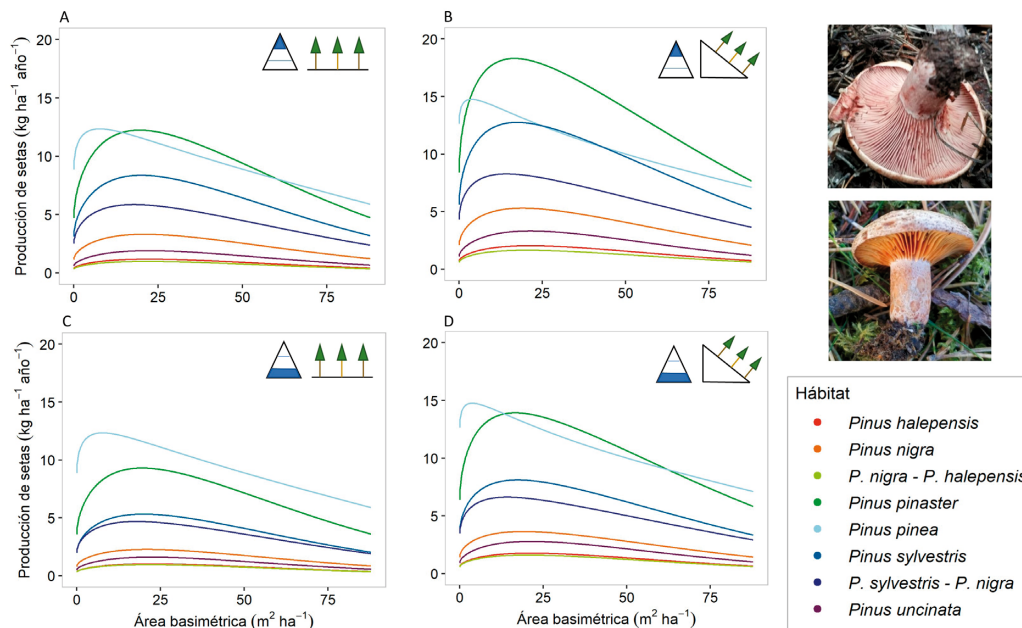 A
Producción de setas (kg ha⁻¹ año⁻¹)
20
15
10
5
0
0 25 50 75
B
20
15
10
5
0
0 25 50 75
C
Producción de setas (kg ha⁻¹ año⁻¹)
20
15
10
5
0
0 25 50 75
Área basimétrica (m² ha⁻¹)
D
20
15
10
5
0
0 25 50 75
Área basimétrica (m² ha⁻¹)
Hábitat
Pinus halepensis
Pinus nigra
P. nigra - P. halepensis
Pinus pinaster
Pinus pinea
Pinus sylvestris
P. sylvestris - P. nigra
Pinus uncinata